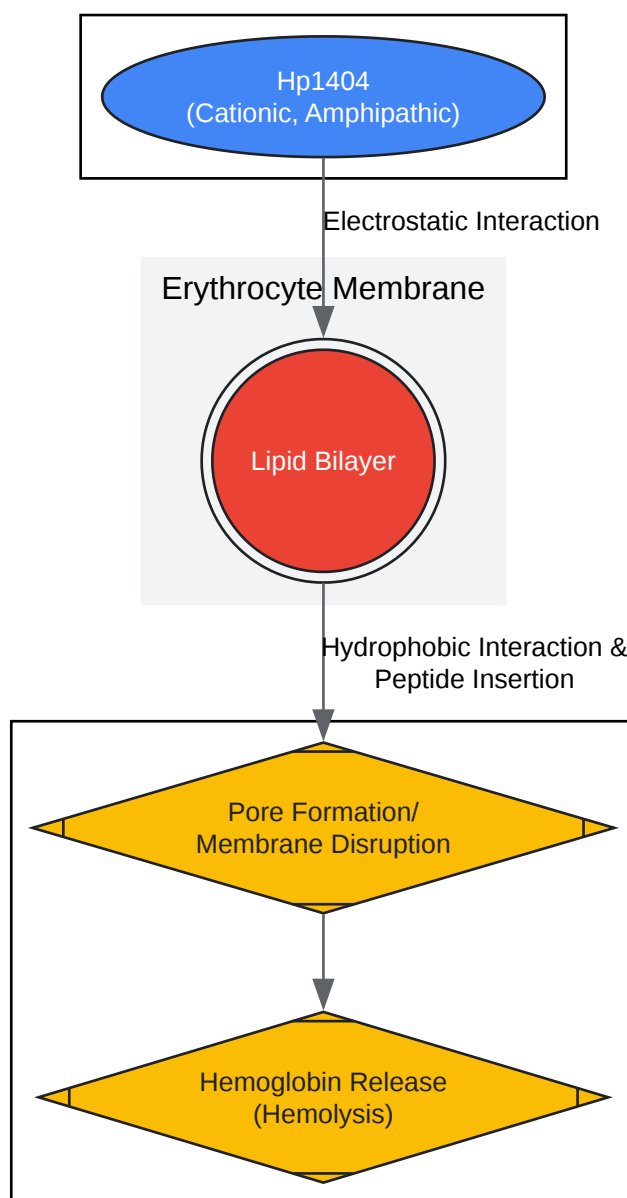 Hp1404
(Cationic, Amphipathic)
Electrostatic Interaction
Erythrocyte Membrane
Lipid Bilayer
Hydrophobic Interaction &
Peptide Insertion
Pore Formation/
Membrane Disruption
Hemoglobin Release
(Hemolysis)